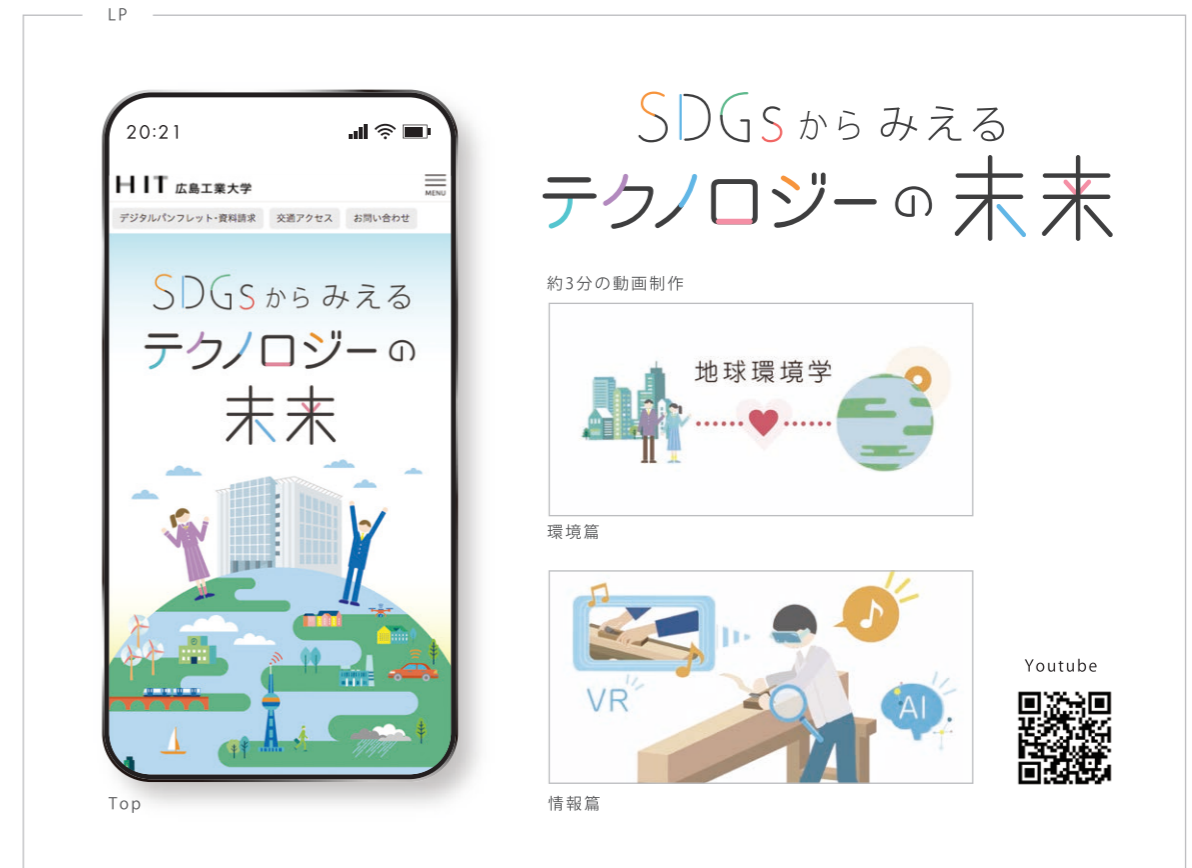 LP
20:21
HIT 広島工業大学
MENU
デジタルパンフレット・資料請求 交通アクセス お問い合わせ
SDGsからみえる
テクノロジーの
未来
Top
SDGsからみえる
テクノロジーの未来
約3分の動画制作
地球環境学
環境篇
VR
AI
情報篇
Youtube